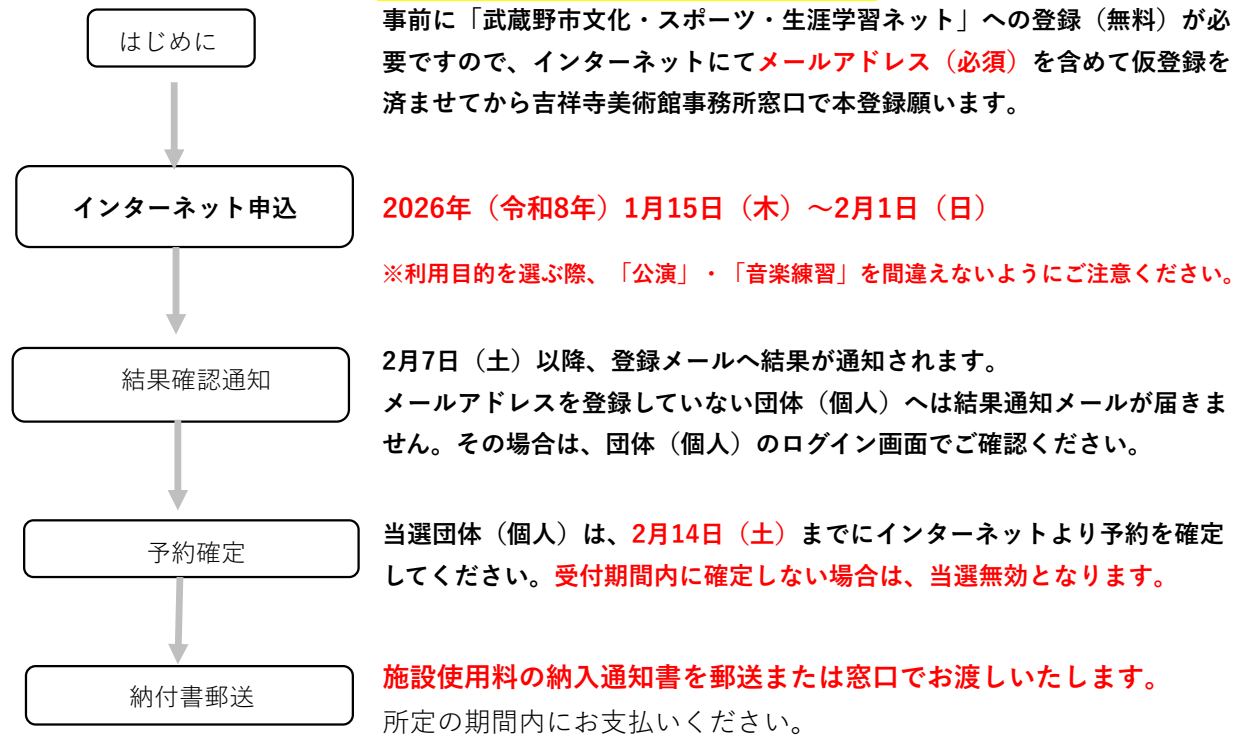 はじめに
事前に「武蔵野市文化・スポーツ・生涯学習ネット」への登録（無料）が必
要ですので、インターネットにてメールアドレス（必須）を含めて仮登録を
済ませてから吉祥寺美術館事務所窓口で本登録願います。
インターネット申込
2026年（令和8年）1月15日（木）～2月1日（日）
※利用目的を選ぶ際、「公演」・「音楽練習」を間違えないようにご注意ください。
結果確認通知
2月7日（土）以降、登録メールへ結果が通知されます。
メールアドレスを登録していない団体（個人）へは結果通知メールが届きま
せん。その場合は、団体（個人）のログイン画面でご確認ください。
予約確定
当選団体（個人）は、2月14日（土）までにインターネットより予約を確定
してください。受付期間内に確定しない場合は、当選無効となります。
納付書郵送
施設使用料の納入通知書を郵送または窓口でお渡しいたします。
所定の期間内にお支払いください。